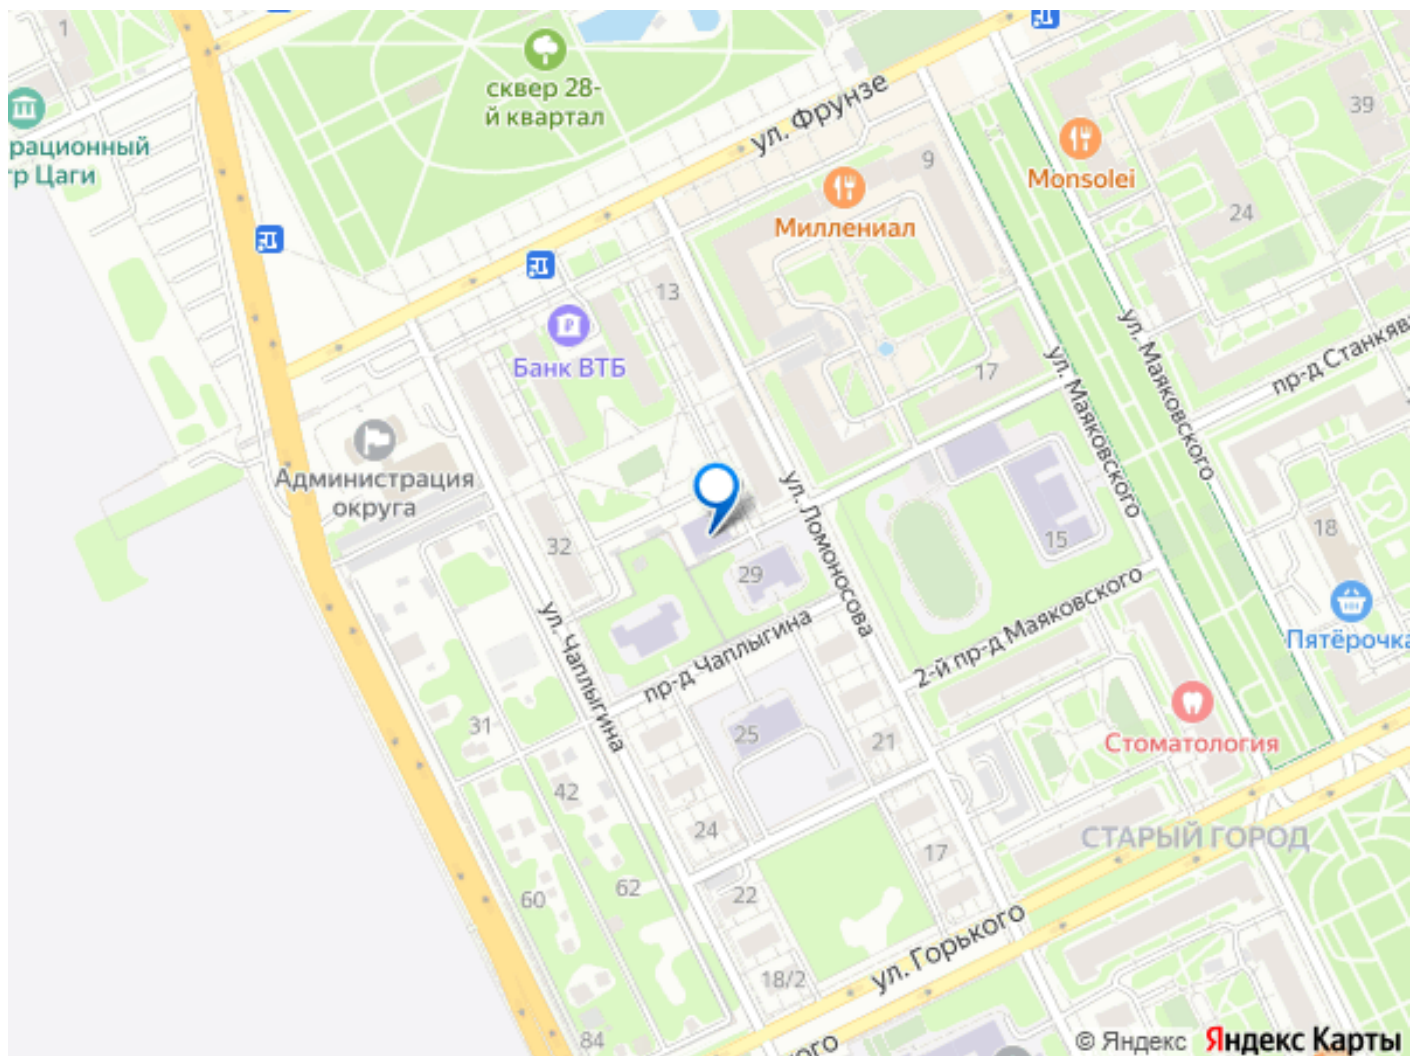 1
сквер 28-
й квартал
ул. Фрунзе
39
рационный
тр Цаги
9
Monsolei
Миллениал
24
13
ул. Маяковского
Банк ВТБ
17
ул. Маяковского
пр-д Станкяв
Администрация
округа
ул. Ломоносова
32
29
15
18
ул. Чаплыгина
пр-д Чаплыгина
2-й пр-д Маяковского
Пятёрочка
31
25
21
Стоматология
42
24
17
СТАРЫЙ ГОРОД
60
62
22
ул. Горького
18/2
84
кого
© Яндекс Яндекс Карты